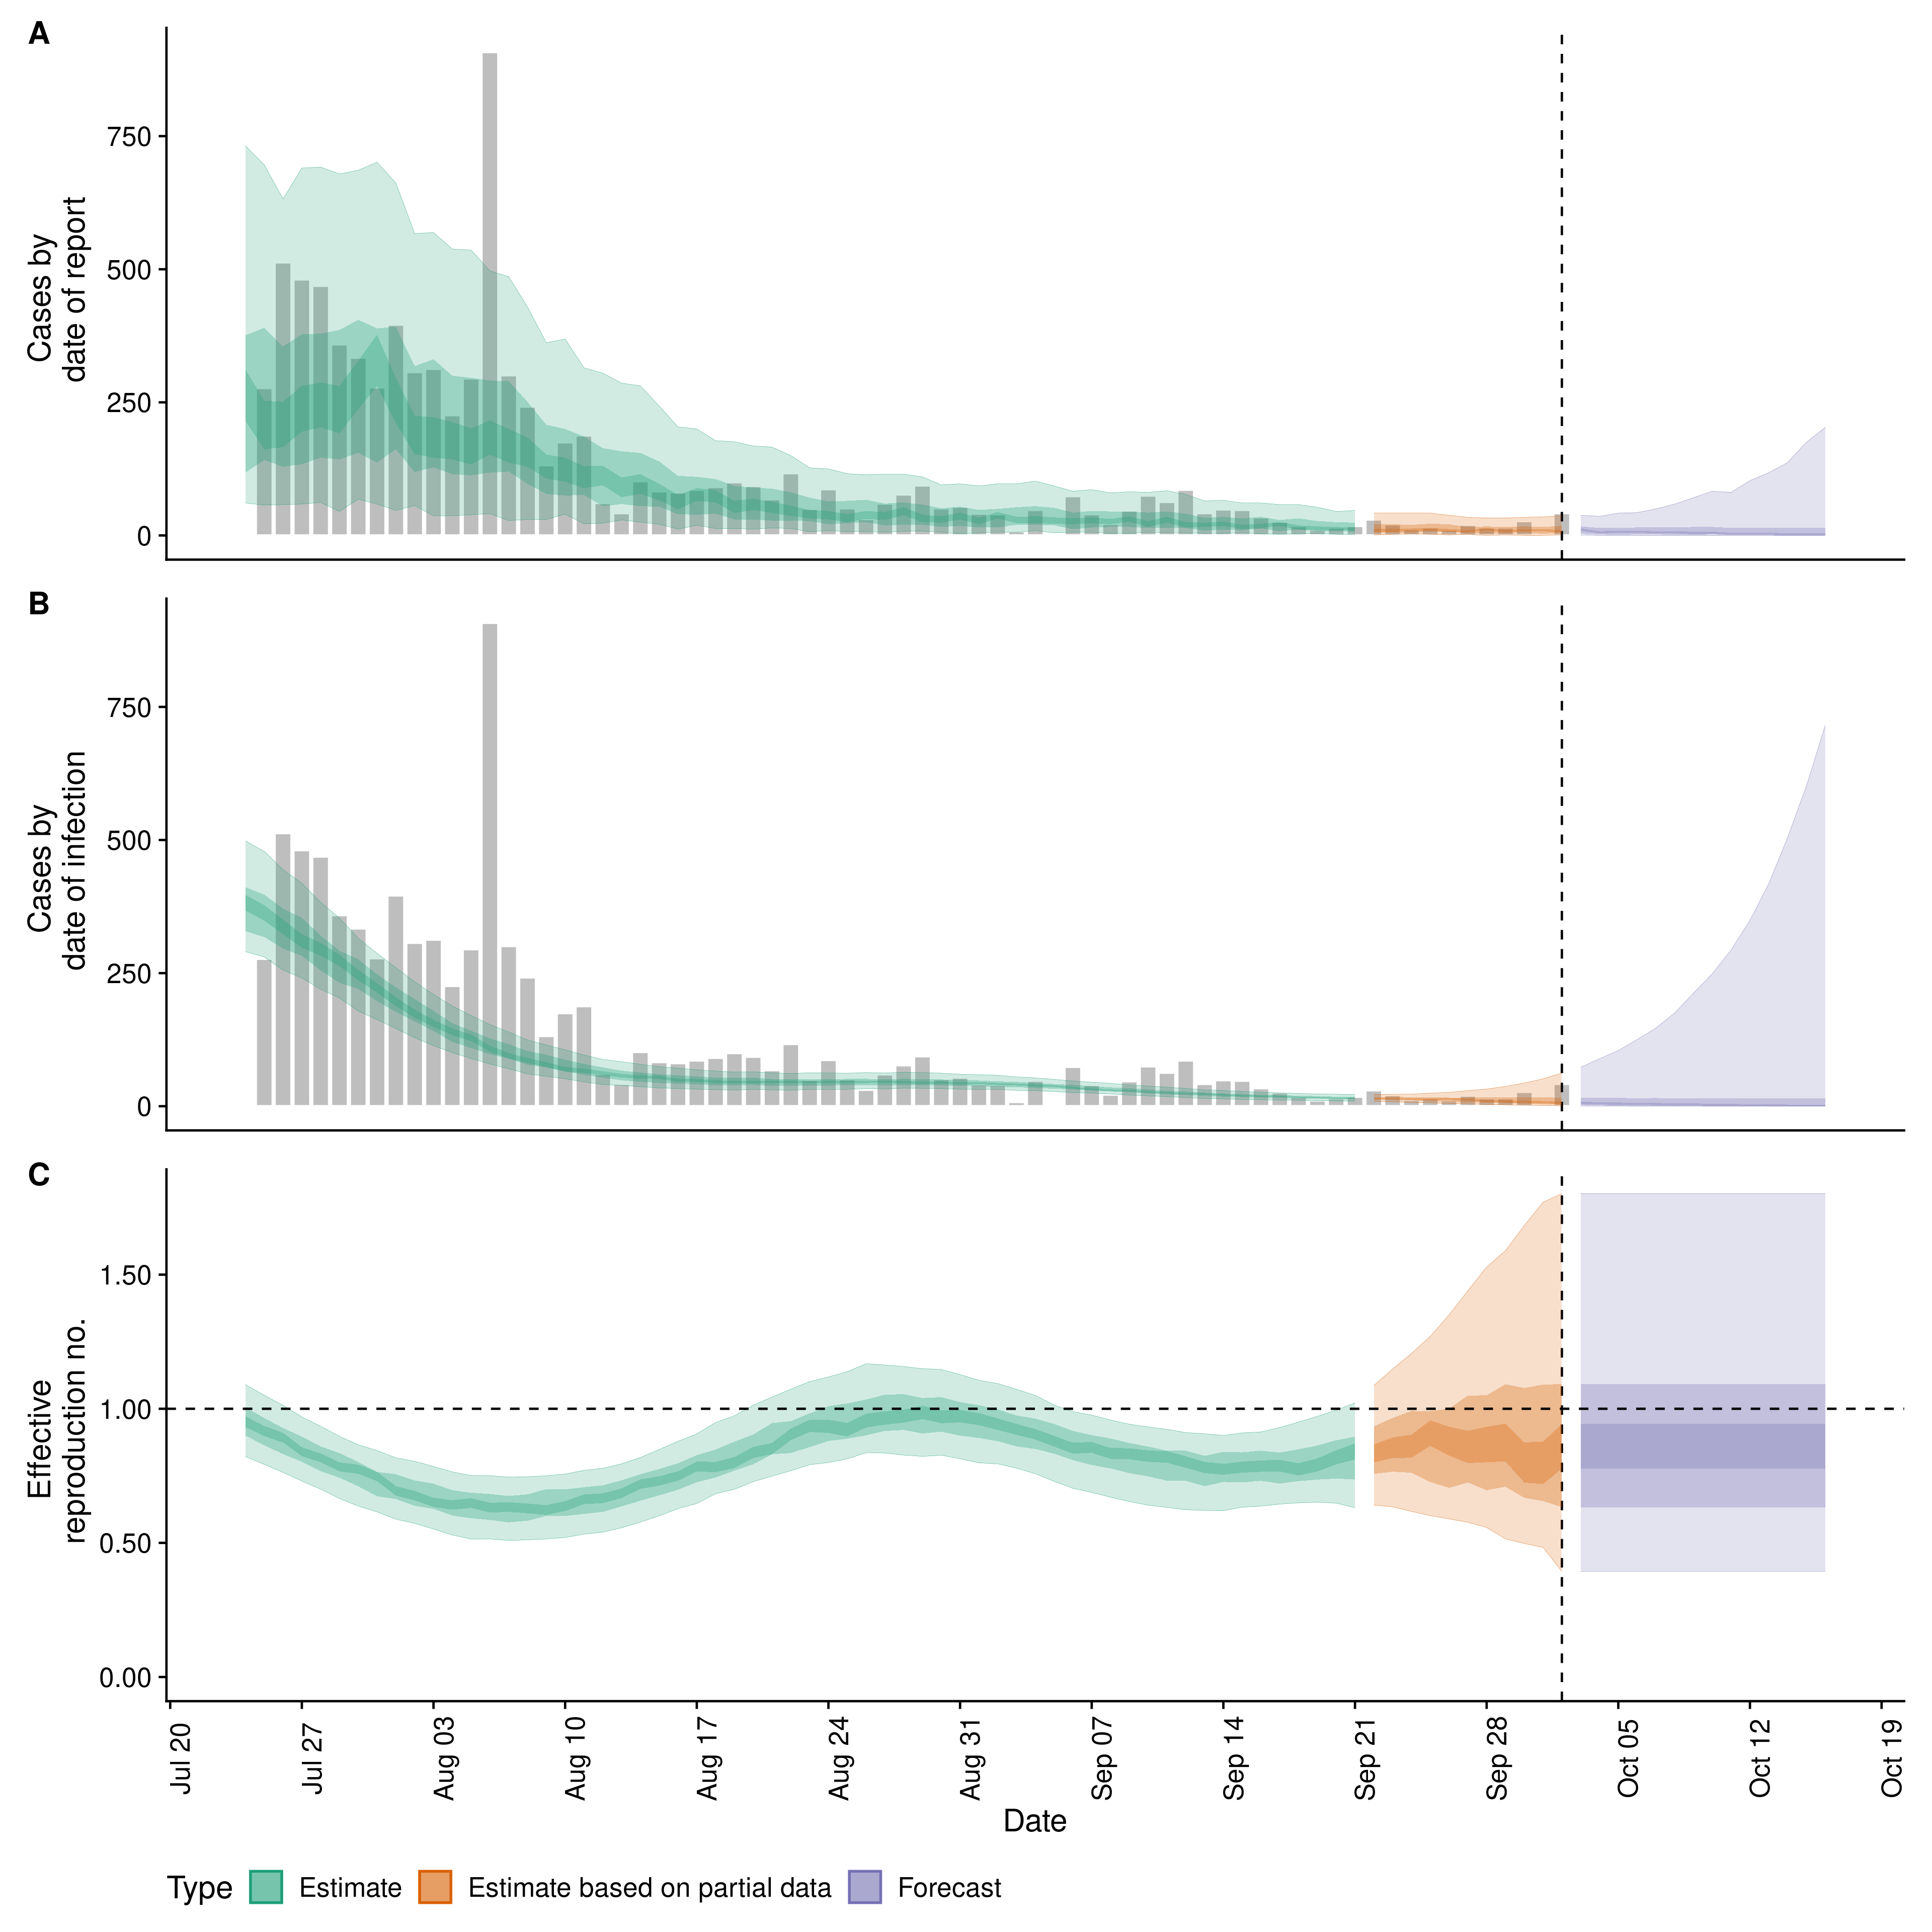 A
Cases by
date of report
750
500
250
0
B
Cases by
date of infection
750
500
250
0
C
Effective
reproduction no.
1.50
1.00
0.50
0.00
Jul 20
Jul 27
Aug 03
Aug 10
Aug 17
Aug 24
Aug 31
Sep 07
Sep 14
Sep 21
Sep 28
Oct 05
Oct 12
Oct 19
Date
Type Estimate Estimate based on partial data Forecast